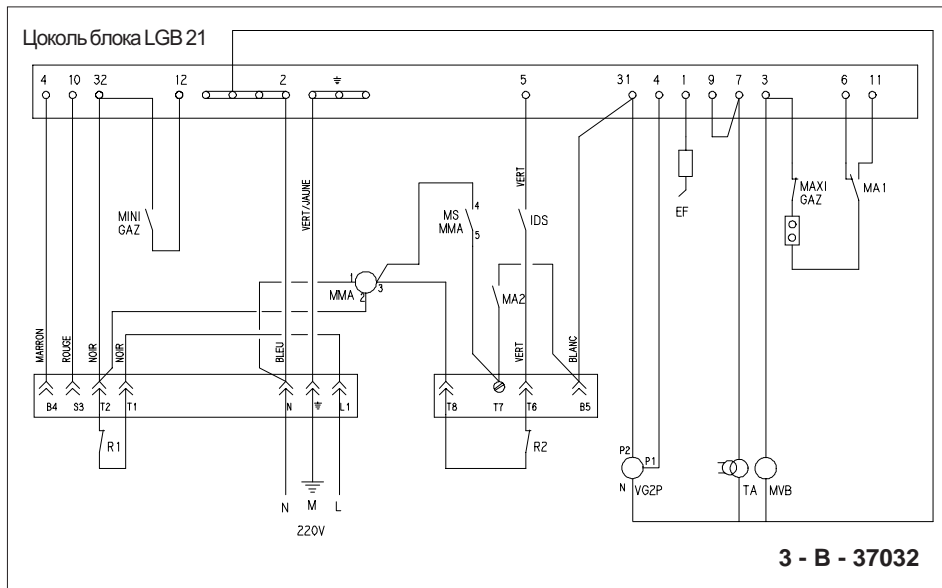 Цоколь блока LGB 21
4 10 32 12 2 5 31 4 1 9 7 3 6 11
MINI
GAZ
VERT/JAUNE
MS
MMA
4
5
VERT
IDS
EF
MAXI
GAZ
MA1
1
2
3
MMA
MA2
MARRON
ROUGE
NOIR
NOIR
BLEU
VERT
BLANC
B4 S3 T2 T1 N L1
T8 T7 T6 B5
R1
R2
P2
P1
N VG2P
TA
MVB
N M L
220V
3 - B - 37032